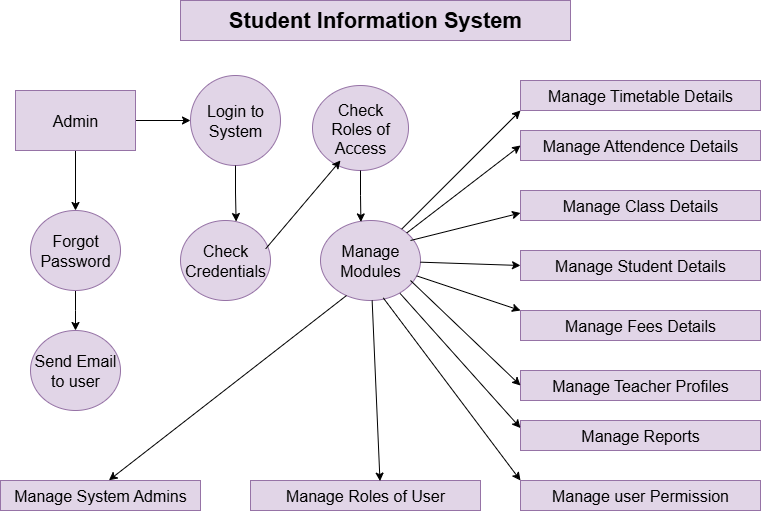 Student Information System
Admin
Login to
System
Check
Roles of
Access
Manage Timetable Details
Manage Attendence Details
Manage Class Details
Forgot
Password
Check
Credentials
Manage
Modules
Manage Student Details
Manage Fees Details
Send Email
to user
Manage Teacher Profiles
Manage Reports
Manage System Admins
Manage Roles of User
Manage user Permission